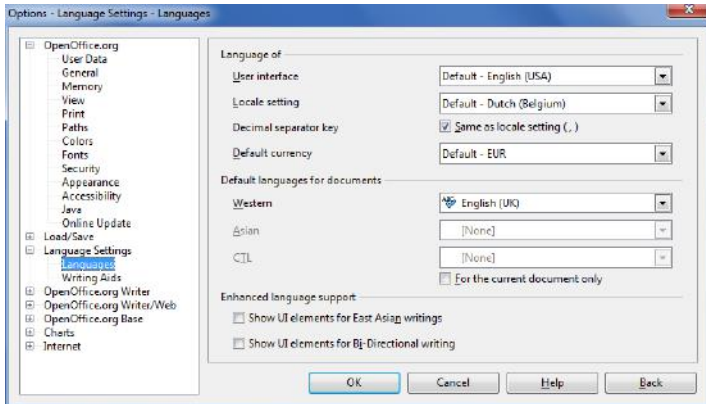 Options - Language Settings - Languages
OpenOffice.org
User Data
General
Memory
View
Print
Paths
Colors
Fonts
Security
Appearance
Accessibility
Java
Online Update
Load/Save
Language Settings
Languages
Writing Aids
OpenOffice.org Writer
OpenOffice.org Writer/Web
OpenOffice.org Base
Charts
Internet
Language of
User interface Default - English (USA)
Locale setting Default - Dutch (Belgium)
Decimal separator key Same as locale setting ( , )
Default currency Default - EUR
Default languages for documents
Western English (UK)
Asian [None]
CTL [None]
For the current document only
Enhanced language support
Show UI elements for East Asian writings
Show UI elements for Bi-Directional writing
OK Cancel Help Back